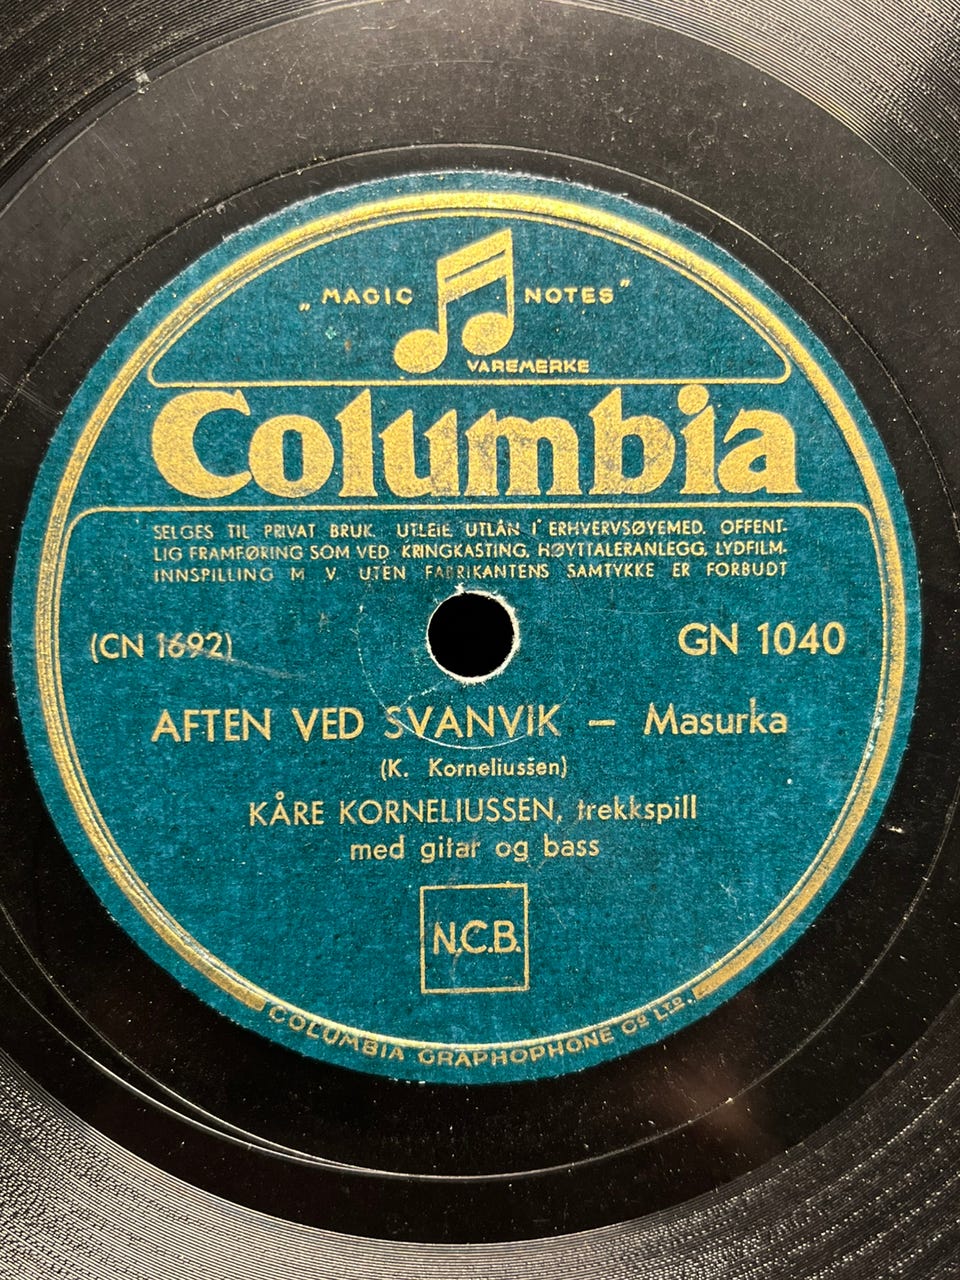 „MAGIC NOTES”
VAREMERKE
Columbia
SELGES TIL PRIVAT BRUK. UTLEIE UTLÅN I ERHVERVSØYEMED. OFFENT-
LIG FRAMFØRING SOM VED KRINGKASTING, HØYTTALERANLEGG, LYDFILM-
INNSPILLING M V. UTEN FABRIKANTENS SAMTYKKE ER FORBUDT
(CN 1692) GN 1040
AFTEN VED SVANVIK – Masurka
(K. Korneliussen)
KÅRE KORNELIUSSEN, trekkspill
med gitar og bass
N.C.B.
COLUMBIA GRAPHOPHONE Cº LTD.